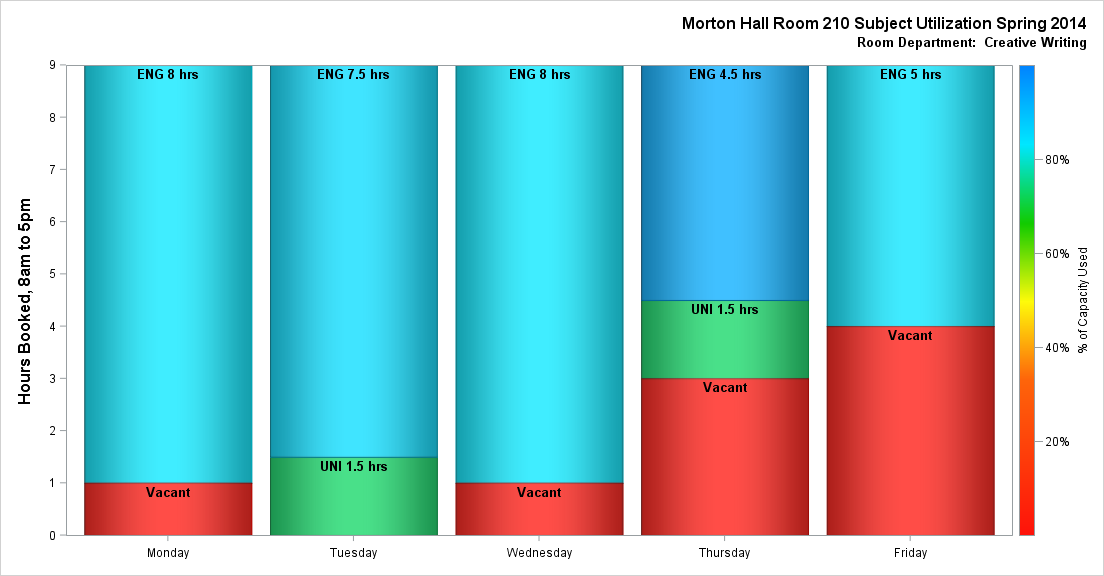 Morton Hall Room 210 Subject Utilization Spring 2014
Room Department:  Creative Writing
Hours Booked, 8am to 5pm
9
8
7
6
5
4
3
2
1
0
ENG 8 hrs
Vacant
ENG 7.5 hrs
UNI 1.5 hrs
ENG 8 hrs
Vacant
ENG 4.5 hrs
UNI 1.5 hrs
Vacant
ENG 5 hrs
Vacant
Monday
Tuesday
Wednesday
Thursday
Friday
80%
60%
40%
20%
% of Capacity Used